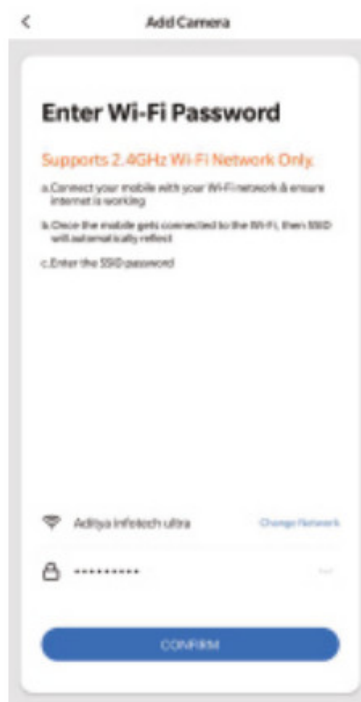 Add Camera
Enter Wi-Fi Password
Supports 2.4GHz Wi-Fi Network Only.
a.Connect your mobile with your Wi-Fi network & ensure
internet is working
b.Once the mobile gets connected to the Wi-Fi, then SSID
will automatically reflect
c.Enter the SSID password
Aditya infotech ultra
Change Network
•••••••••
CONFIRM